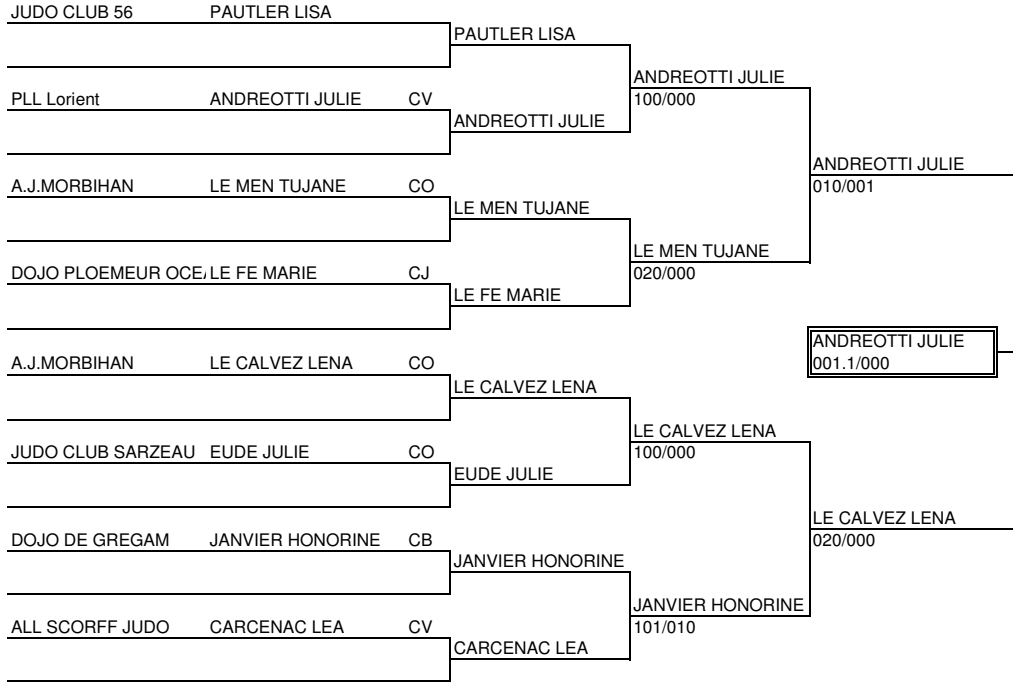 JUDO CLUB 56 PAUTLER LISA
PAUTLER LISA
ANDREOTTI JULIE
PLL Lorient ANDREOTTI JULIE CV 100/000
ANDREOTTI JULIE
ANDREOTTI JULIE
A.J.MORBIHAN LE MEN TUJANE CO 010/001
LE MEN TUJANE
LE MEN TUJANE
DOJO PLOEMEUR OCE LE FE MARIE CJ 020/000
LE FE MARIE
ANDREOTTI JULIE
A.J.MORBIHAN LE CALVEZ LENA CO 001.1/000
LE CALVEZ LENA
LE CALVEZ LENA
JUDO CLUB SARZEAU EUDE JULIE CO 100/000
EUDE JULIE
LE CALVEZ LENA
DOJO DE GREGAM JANVIER HONORINE CB 020/000
JANVIER HONORINE
JANVIER HONORINE
ALL SCORFF JUDO CARCENAC LEA CV 101/010
CARCENAC LEA